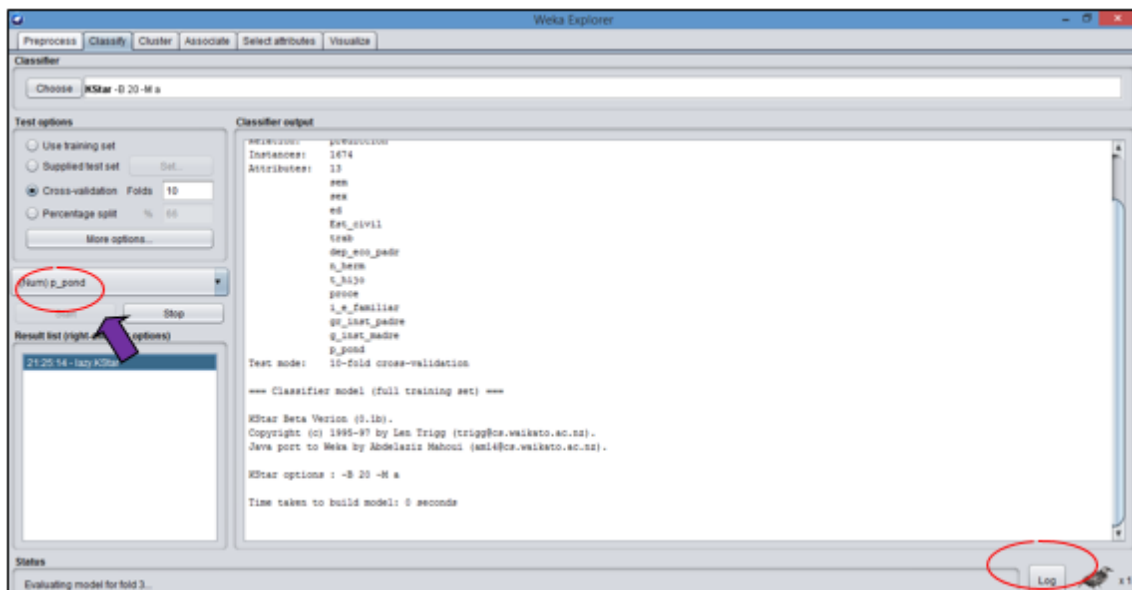 Weka Explorer
Preprocess Classify Cluster Associate Select attributes Visualize
Classifier
Choose KStar -B 20 -M a
Test options
Use training set
Supplied test set Set...
Cross-validation Folds 10
Percentage split % 66
More options...
(Num) p_pond
Stop
Result list (right- options)
21:25:14 - lazy.KStar
Classifier output
Instances: 1674
Attributes: 13
sem
sex
ed
Est_civil
trab
dep_eco_padr
n_herm
t_hijo
proce
i_e_familiar
gr_inst_padre
g_inst_madre
p_pond
Test mode: 10-fold cross-validation
=== Classifier model (full training set) ===
KStar Beta Verion (0.1b).
Copyright (c) 1995-97 by Len Trigg (trigg@cs.waikato.ac.nz).
Java port to Weka by Abdelaziz Mahoui (am14@cs.waikato.ac.nz).
KStar options : -B 20 -M a
Time taken to build model: 0 seconds
Status
Evaluating model for fold 3...
Log
x 1